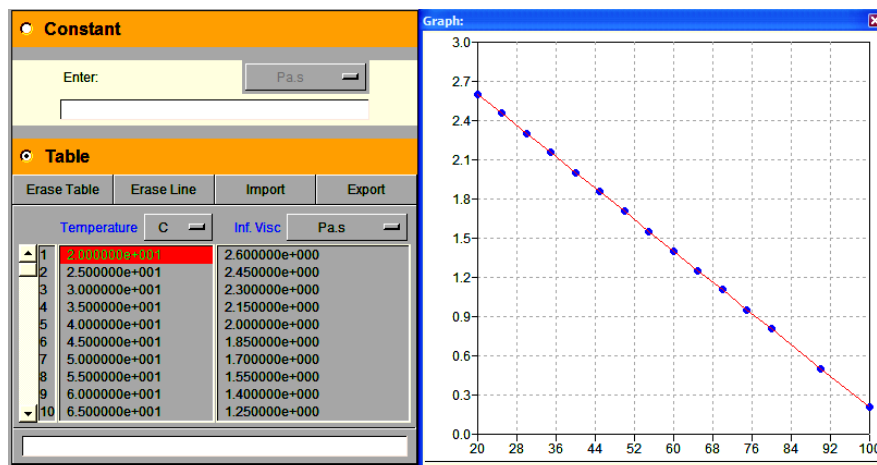 Constant
Enter:
Pa.s
Table
Erase Table Erase Line Import Export
Temperature C Inf. Visc Pa.s
1 2.000000e+001 2.600000e+000
2 2.500000e+001 2.450000e+000
3 3.000000e+001 2.300000e+000
4 3.500000e+001 2.150000e+000
5 4.000000e+001 2.000000e+000
6 4.500000e+001 1.850000e+000
7 5.000000e+001 1.700000e+000
8 5.500000e+001 1.550000e+000
9 6.000000e+001 1.400000e+000
10 6.500000e+001 1.250000e+000
Graph:
3.0
2.7
2.4
2.1
1.8
1.5
1.2
0.9
0.6
0.3
0.0
20 28 36 44 52 60 68 76 84 92 100